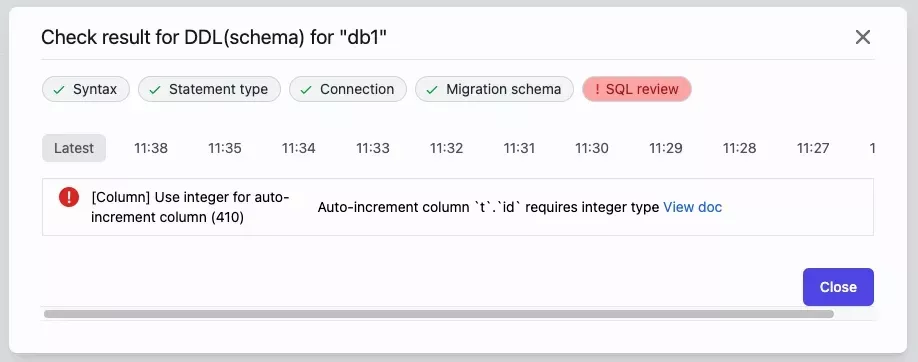 Check result for DDL(schema) for "db1"
Syntax Statement type Connection Migration schema ! SQL review
Latest 11:38 11:35 11:34 11:33 11:32 11:31 11:30 11:29 11:28 11:27 1
[Column] Use integer for auto-
increment column (410)
Auto-increment column `t`.`id` requires integer type View doc
Close